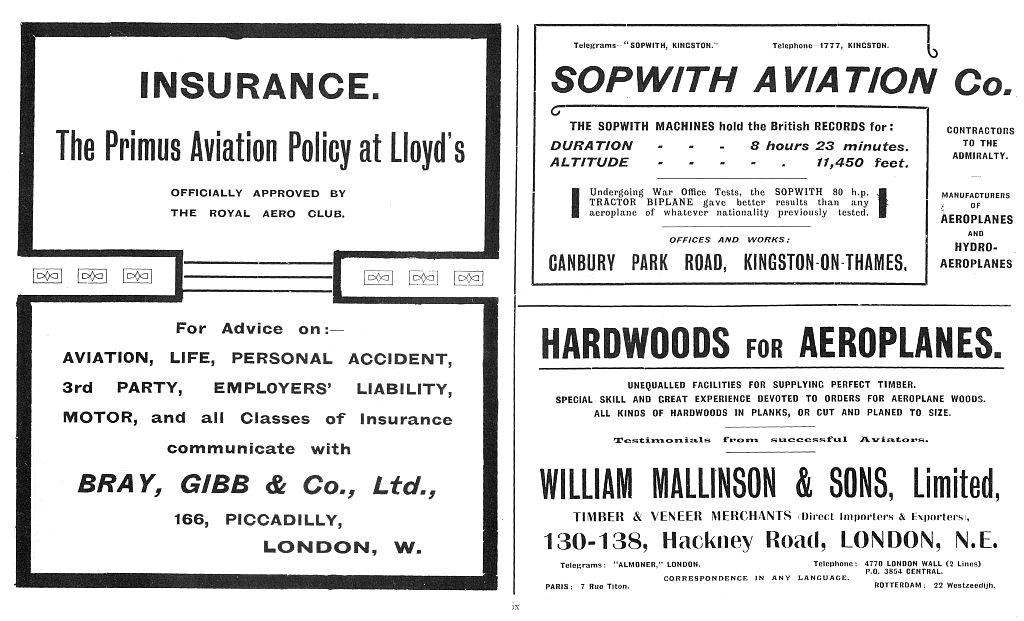 INSURANCE.
The Primus Aviation Policy at Lloyd's
OFFICIALLY APPROVED BY
THE ROYAL AERO CLUB.
For Advice on:—
AVIATION, LIFE, PERSONAL ACCIDENT,
3rd PARTY, EMPLOYERS' LIABILITY,
MOTOR, and all Classes of Insurance
communicate with
BRAY, GIBB & Co., Ltd.,
166, PICCADILLY,
LONDON, W.
Telegrams—"SOPWITH, KINGSTON." Telephone—1777, KINGSTON.
SOPWITH AVIATION Co.
THE SOPWITH MACHINES hold the British RECORDS for:
DURATION - - - 8 hours 23 minutes.
ALTITUDE - - - - . 11,450 feet.
Undergoing War Office Tests, the SOPWITH 80 h.p.
TRACTOR BIPLANE gave better results than any
aeroplane of whatever nationality previously tested.
OFFICES AND WORKS:
CANBURY PARK ROAD, KINGSTON-ON-THAMES.
CONTRACTORS
TO THE
ADMIRALTY.
MANUFACTURERS
OF
AEROPLANES
AND
HYDRO-
AEROPLANES
HARDWOODS FOR AEROPLANES.
UNEQUALLED FACILITIES FOR SUPPLYING PERFECT TIMBER.
SPECIAL SKILL AND GREAT EXPERIENCE DEVOTED TO ORDERS FOR AEROPLANE WOODS.
ALL KINDS OF HARDWOODS IN PLANKS, OR CUT AND PLANED TO SIZE.
Testimonials from successful Aviators.
WILLIAM MALLINSON & SONS, Limited,
TIMBER & VENEER MERCHANTS (Direct Importers & Exporters),
130-138, Hackney Road, LONDON, N.E.
Telegrams: "ALMONER," LONDON. Telephone: 4770 LONDON WALL (2 Lines)
P.O. 3854 CENTRAL.
CORRESPONDENCE IN ANY LANGUAGE.
PARIS: 7 Rue Titon. ROTTERDAM: 22 Westzeedijh.
ix